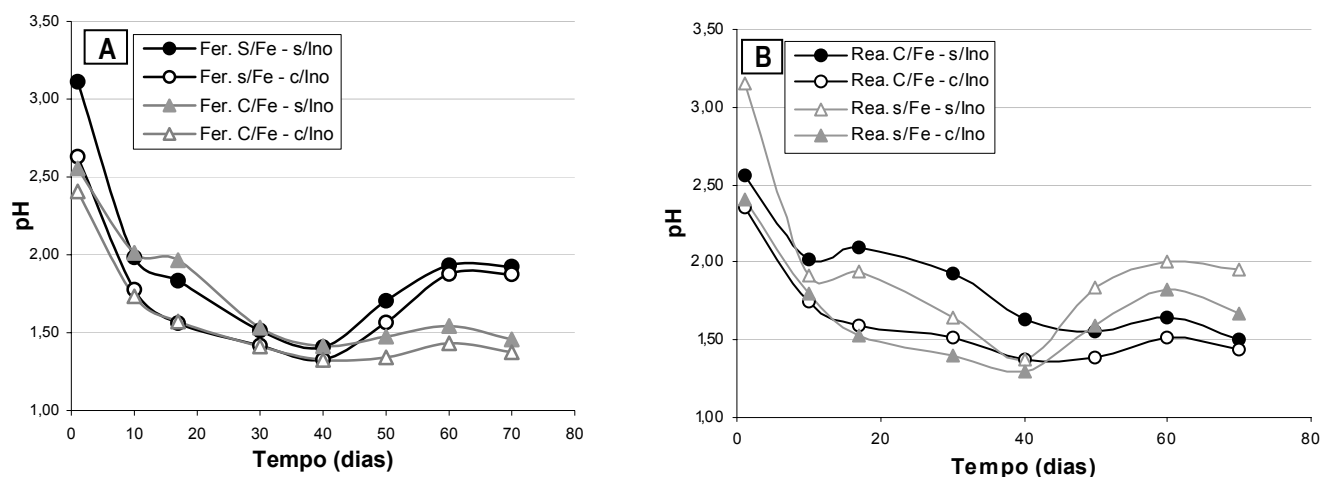 A
Fer. S/Fe - s/Ino
Fer. s/Fe - c/Ino
Fer. C/Fe - s/Ino
Fer. C/Fe - c/Ino
3,50
3,00
2,50
2,00
1,50
1,00
pH
0 10 20 30 40 50 60 70 80
Tempo (dias)
B
Rea. C/Fe - s/Ino
Rea. C/Fe - c/Ino
Rea. s/Fe - s/Ino
Rea. s/Fe - c/Ino
3,50
3,00
2,50
2,00
1,50
1,00
pH
0 20 40 60 80
Tempo (dias)